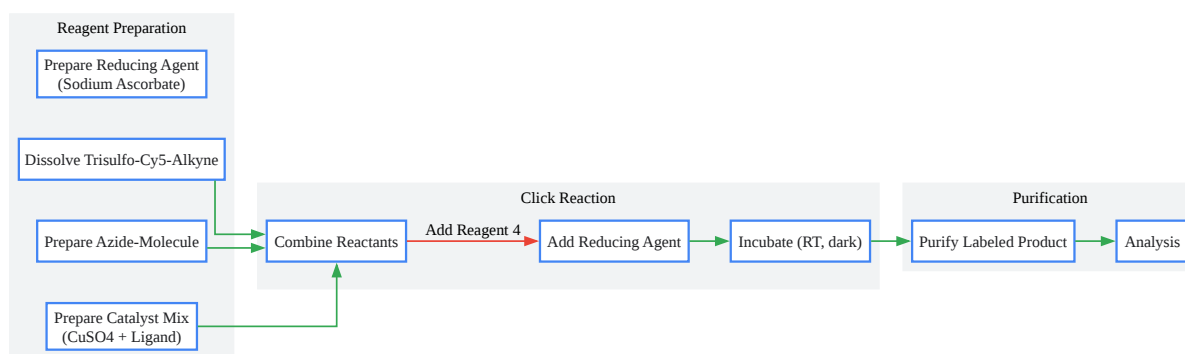 Reagent Preparation
Prepare Reducing Agent
(Sodium Ascorbate)
Dissolve Trisulfo-Cy5-Alkyne
Prepare Azide-Molecule
Prepare Catalyst Mix
(CuSO4 + Ligand)
Click Reaction
Combine Reactants
Add Reagent 4
Add Reducing Agent
Incubate (RT, dark)
Purification
Purify Labeled Product
Analysis